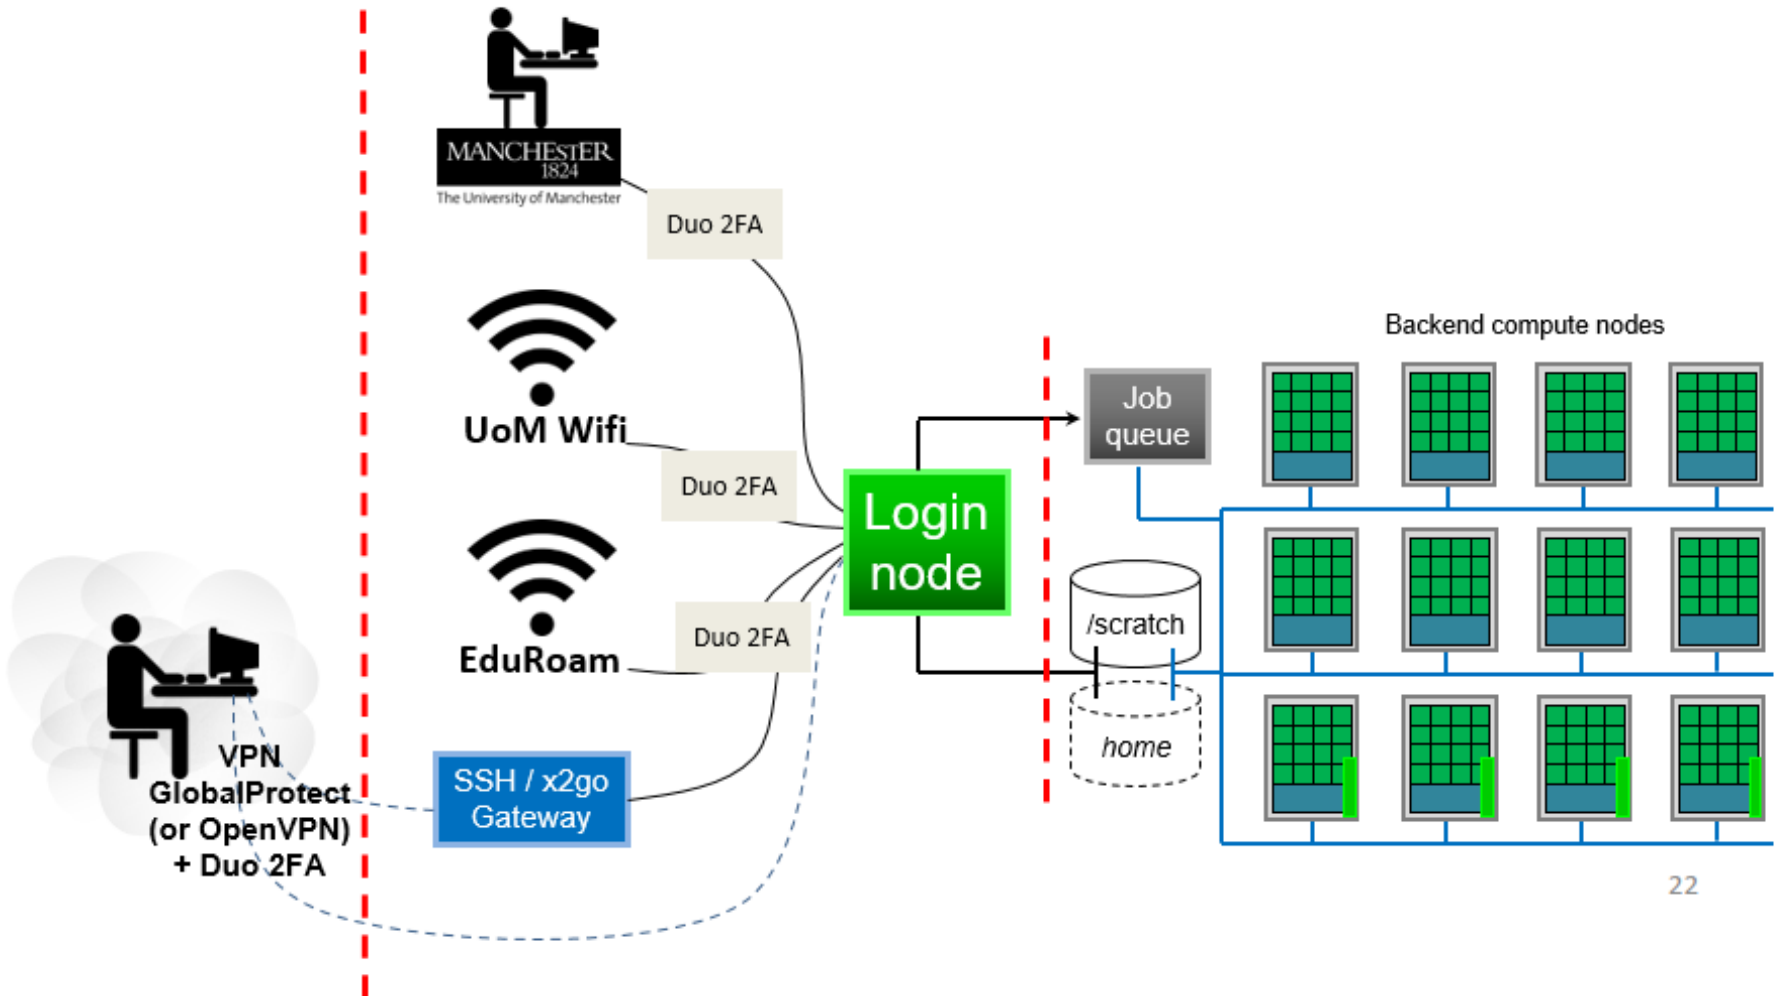 MANCHESTER
1824
The University of Manchester
Duo 2FA
UoM Wifi
Duo 2FA
EduRoam
Duo 2FA
SSH / x2go
Gateway
VPN
GlobalProtect
(or OpenVPN)
+ Duo 2FA
Login
node
Job
queue
/scratch
home
Backend compute nodes
22